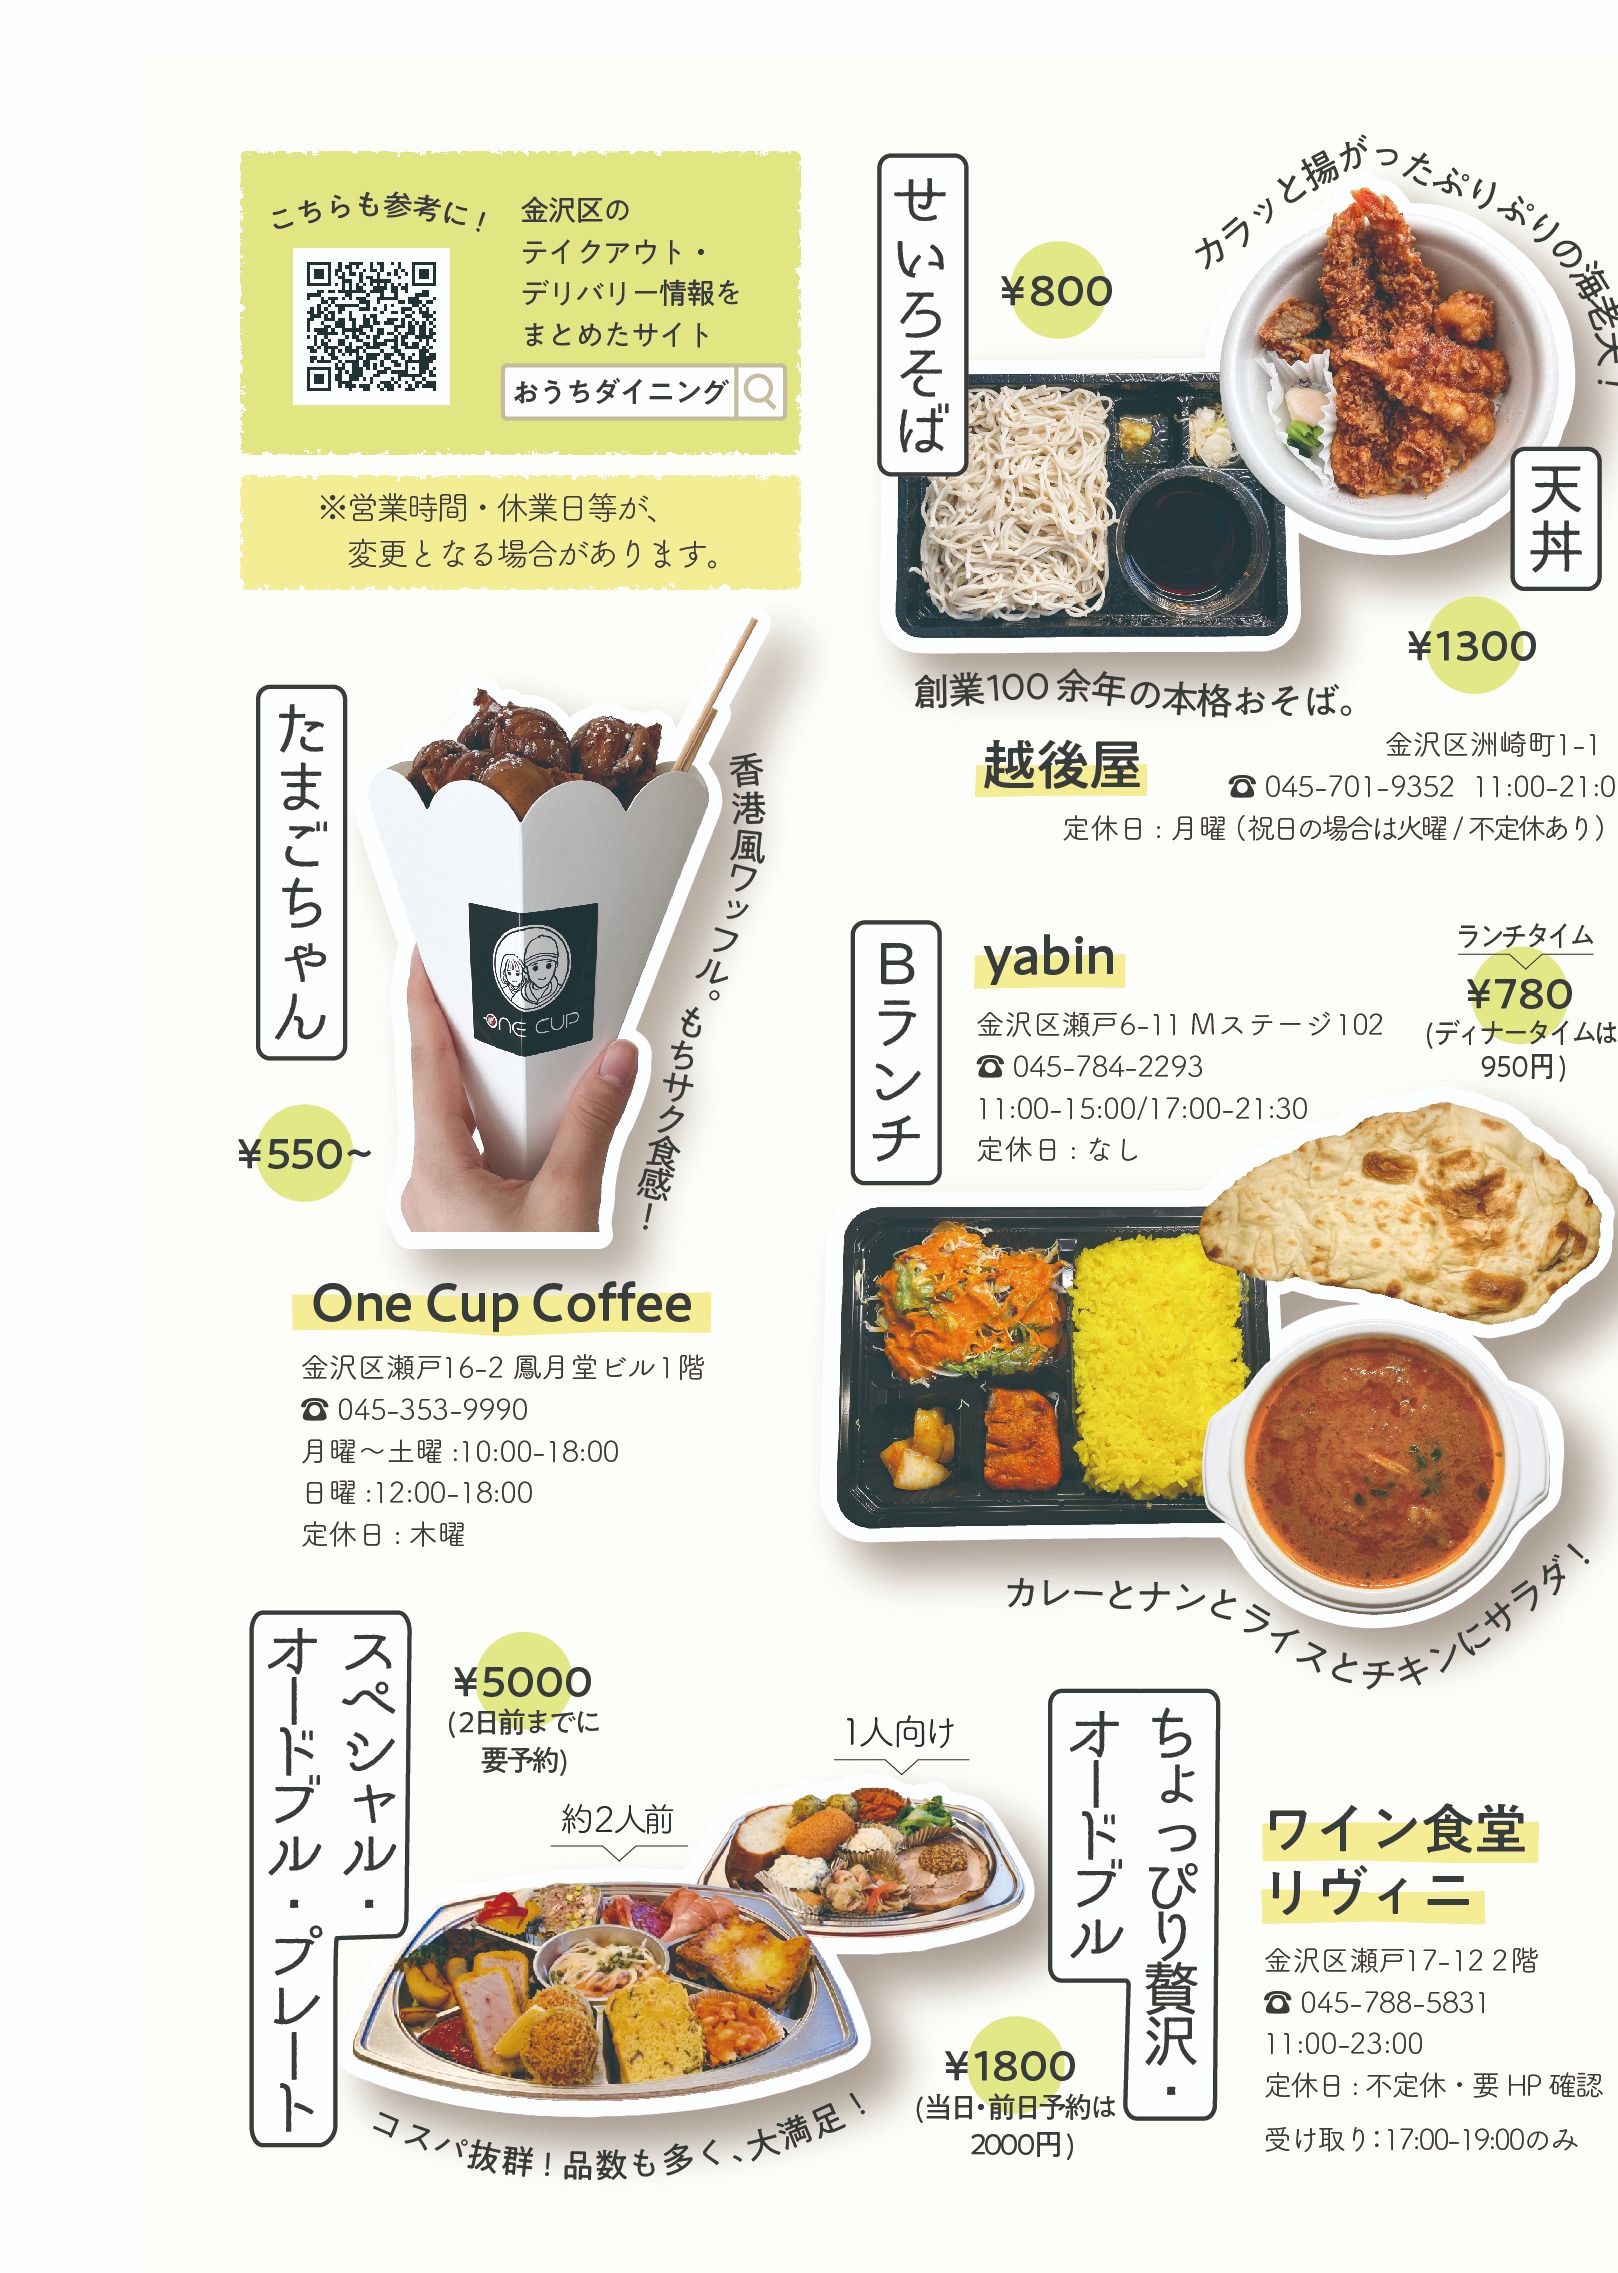 こちらも参考に!
金沢区の
テイクアウト・
デリバリー情報を
まとめたサイト
おうちダイニング
※営業時間・休業日等が、
変更となる場合があります。
たまごちゃん
香港風ワッフル。もちサク食感!
ONE CUP
¥550~
One Cup Coffee
金沢区瀬戸16-2 鳳月堂ビル1階
☎ 045-353-9990
月曜〜土曜 :10:00-18:00
日曜 :12:00-18:00
定休日 : 木曜
せいろそば
¥800
カラッと揚がったぷりぷりの海老天!
天丼
¥1300
創業100余年の本格おそば。
越後屋
金沢区洲崎町1-1
☎ 045-701-9352 11:00-21:0
定休日 : 月曜（祝日の場合は火曜 / 不定休あり）
Bランチ
yabin
金沢区瀬戸6-11 Mステージ102
☎ 045-784-2293
11:00-15:00/17:00-21:30
定休日 : なし
ランチタイム
¥780
(ディナータイムは
950円)
カレーとナンとライスとチキンにサラダ!
スペシャル・
オードブル・プレート
¥5000
(2日前までに
要予約)
約2人前
1人向け
コスパ抜群!品数も多く、大満足!
ちょっぴり贅沢・
オードブル
¥1800
(当日・前日予約は
2000円)
ワイン食堂
リヴィニ
金沢区瀬戸17-12 2階
☎ 045-788-5831
11:00-23:00
定休日 : 不定休・要 HP 確認
受け取り:17:00-19:00のみ